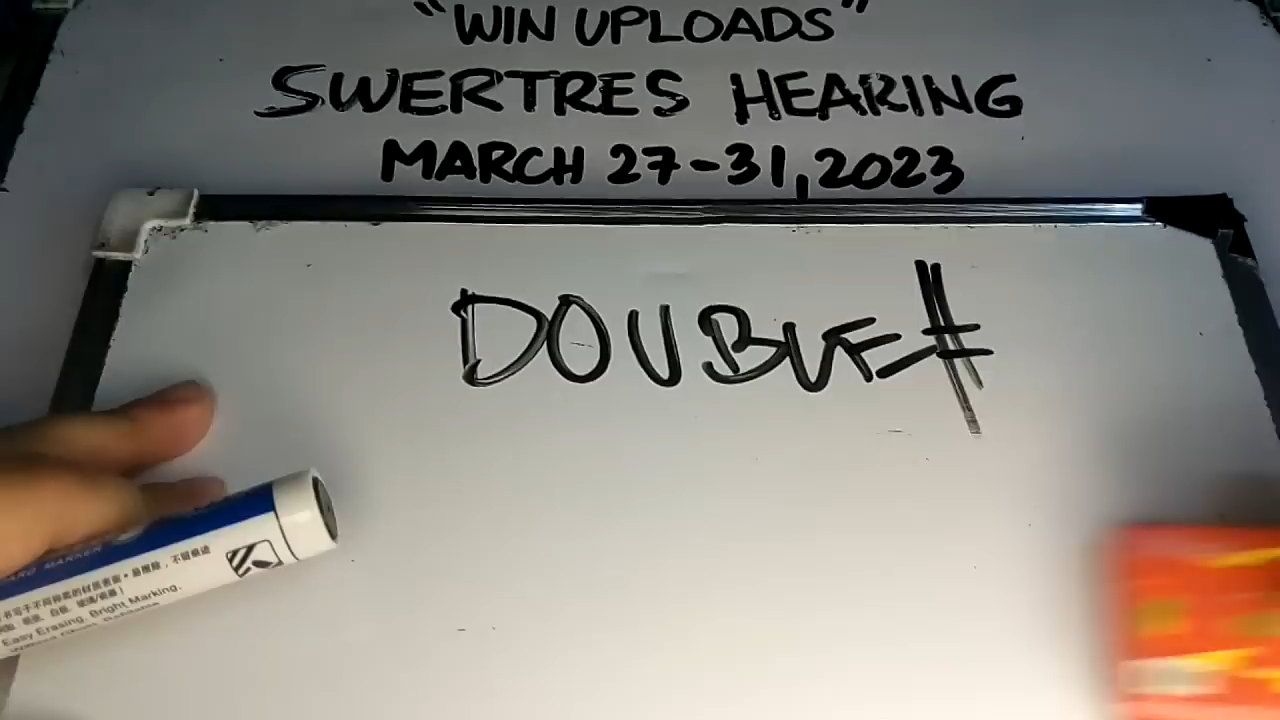 "WIN UPLOADS"
SWERTRES HEARING
MARCH 27-31, 2023
DOUBLE #
Easy Erasing. Bright Marking.